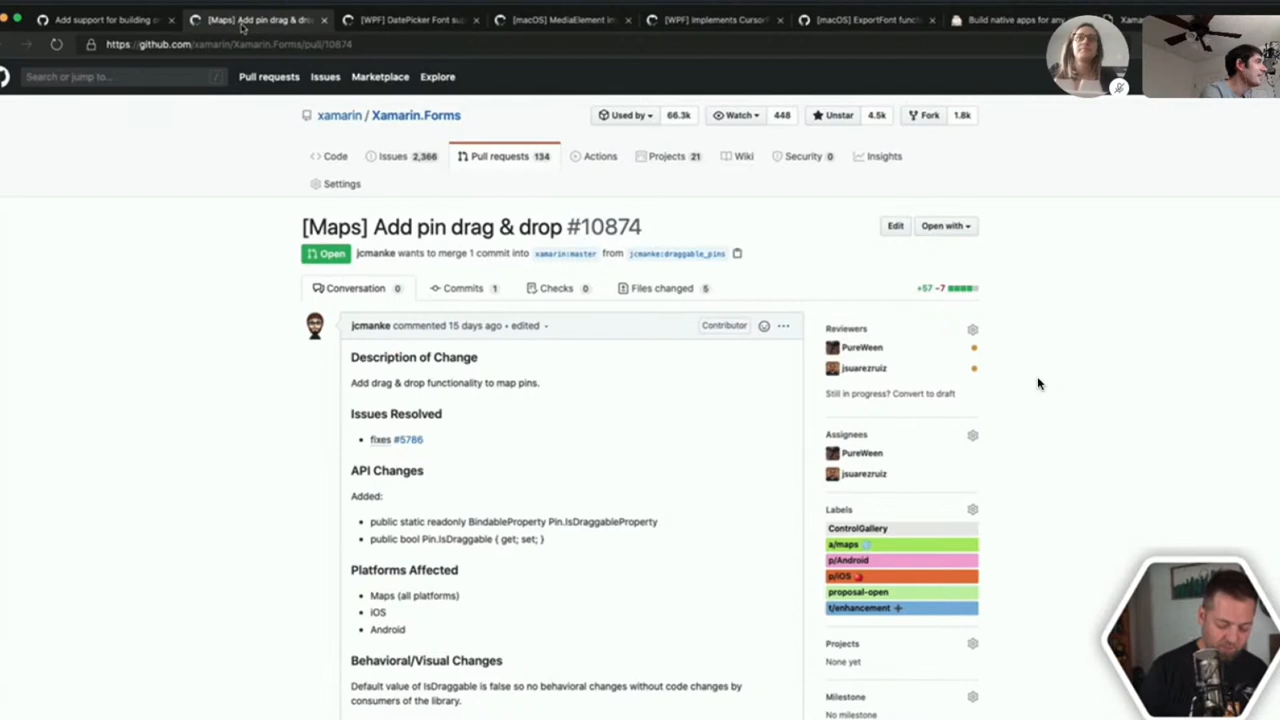 Add support for building
[Maps] Add pin drag & dr
[WPF] DatePicker Font su
[macOS] MediaElement in
[WPF] Implements Cursor
[macOS] ExportFont func
Build native apps for any
Xam
https://github.com/xamarin/Xamarin.Forms/pull/10874
Search or jump to...
/
Pull requests
Issues
Marketplace
Explore
xamarin / Xamarin.Forms
Used by 66.3k
Watch 448
Unstar 4.5k
Fork 1.8k
Code
Issues 2,366
Pull requests 134
Actions
Projects 21
Wiki
Security 0
Insights
Settings
[Maps] Add pin drag & drop #10874
Edit
Open with
Open
jcmanke wants to merge 1 commit into xamarin:master from jcmanke:draggable_pins
Conversation 0
Commits 1
Checks 0
Files changed 5
+57 -7
jcmanke commented 15 days ago • edited
Contributor
Description of Change
Add drag & drop functionality to map pins.
Issues Resolved
• fixes #5786
API Changes
Added:
• public static readonly BindableProperty Pin.IsDraggableProperty
• public bool Pin.IsDraggable { get; set; }
Platforms Affected
• Maps (all platforms)
• iOS
• Android
Behavioral/Visual Changes
Default value of IsDraggable is false so no behavioral changes without code changes by
consumers of the library.
Reviewers
PureWeen
jsuarezruiz
Still in progress? Convert to draft
Assignees
PureWeen
jsuarezruiz
Labels
ControlGallery
a/maps
p/Android
p/iOS
proposal-open
t/enhancement
Projects
None yet
Milestone
No milestone